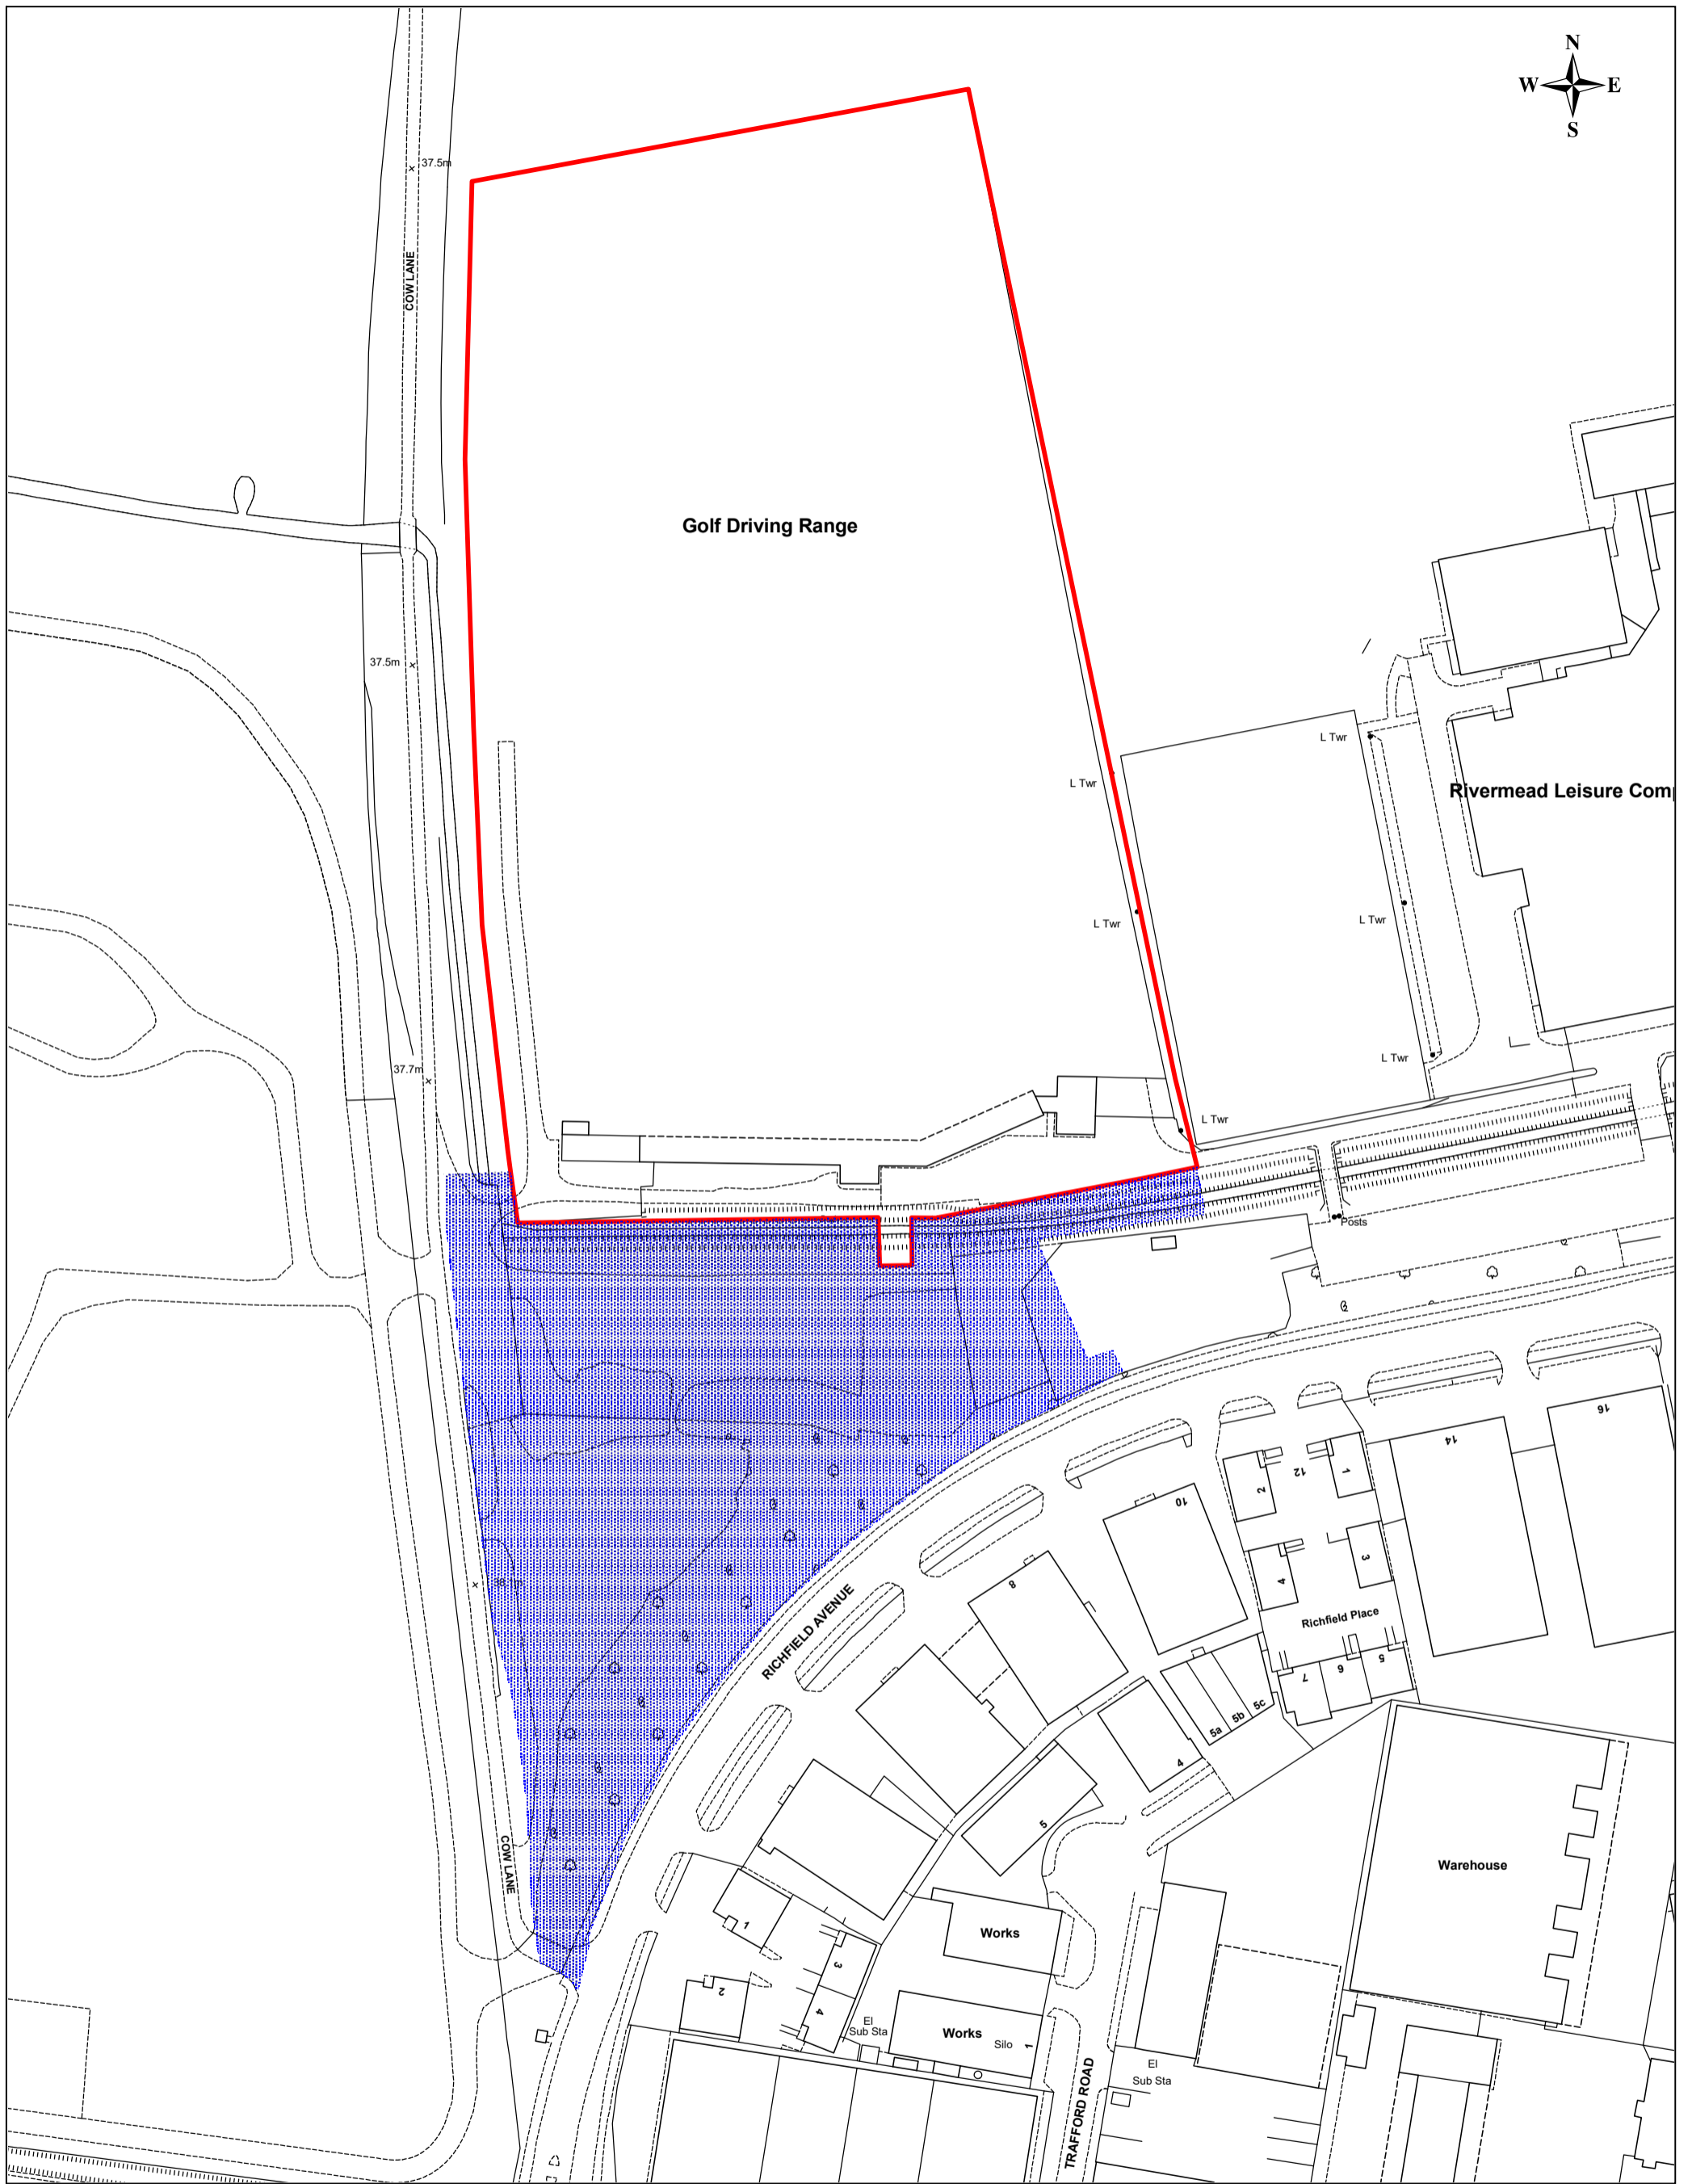 N
W E
S
37.5m
COW LANE
Golf Driving Range
37.5m
L Twr
L Twr
Rivermead Leisure Com
L Twr
L Twr
37.7m
L Twr
L Twr
Posts
16
14
12
1
2
10
3
4
8
38.1m
RICHFIELD AVENUE
Richfield Place
5
6
7
5c
5b
5a
4
5
COW LANE
Warehouse
1
Works
3
2
4
El
Sub Sta
Works
Silo
1
El
Sub Sta
TRAFFORD ROAD